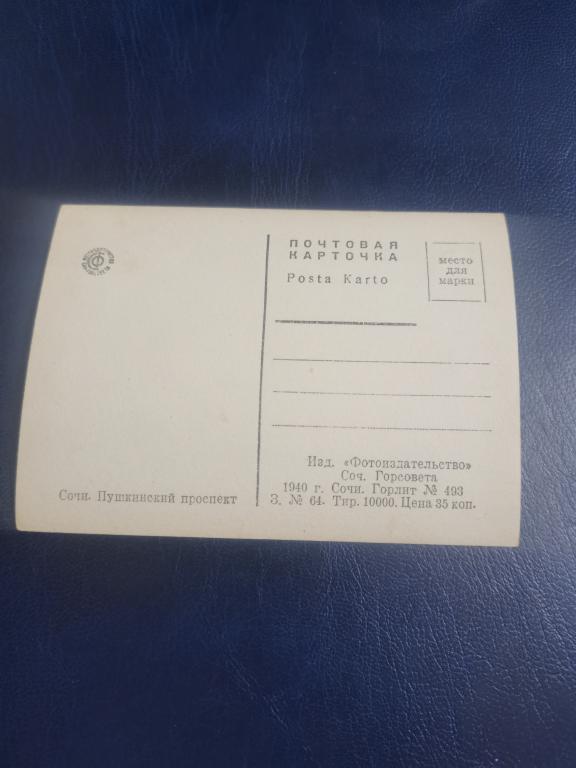 ПОЧТОВАЯ
КАРТОЧКА
Posta Karto
место
для
марки
Изд. «Фотоиздательство»
Соч. Горсовета
1940 г. Сочи. Горлит № 493
З. № 64. Тир. 10000. Цена 35 коп.
Сочи. Пушкинский проспект